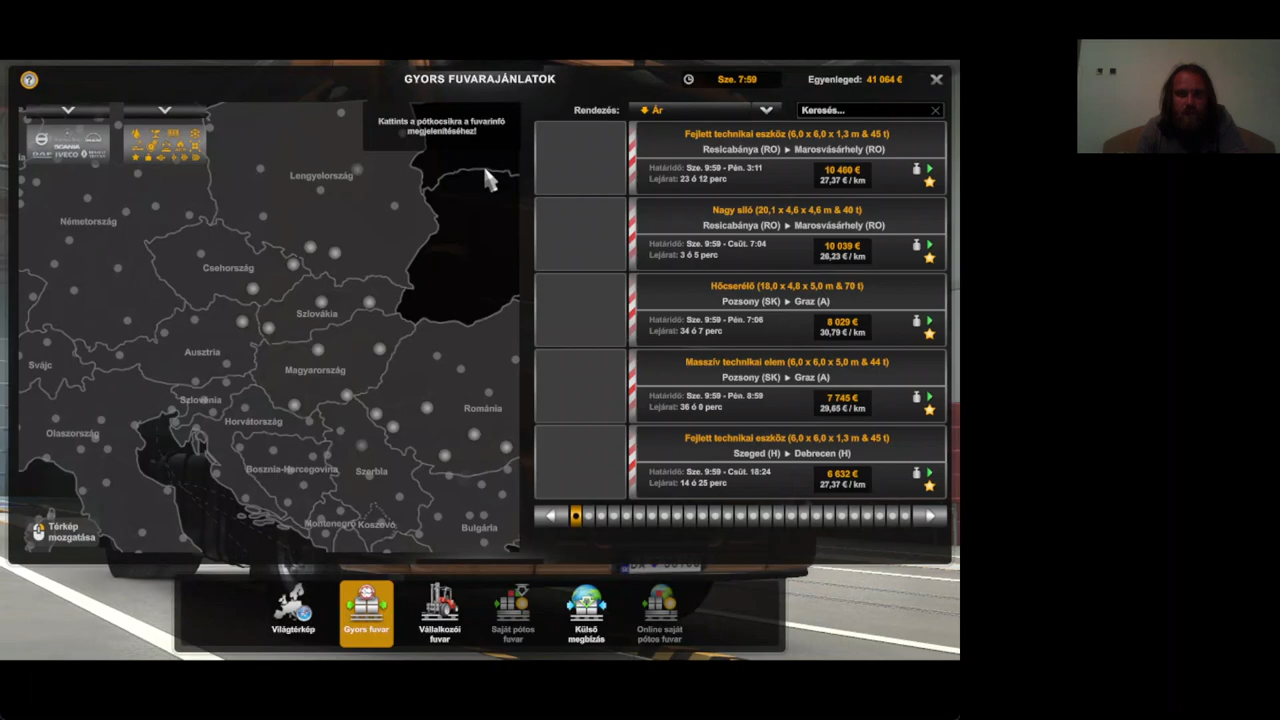 GYORS FUVARAJÁNLATOK
Sze. 7:59
Egyenleged: 41 064 €
Kattints a pótkocsikra a fuvarinfó
megjelenítéséhez!
Rendezés:
Ár
Keresés...
SCANIA
DAF IVECO
Lengyelország
Németország
Csehország
Szlovákia
Ausztria
Svájc
Magyarország
Szlovénia
Románia
Horvátország
Olaszország
Bosznia-Hercegovina
Szerbia
Montenegró
Koszovó
Bulgária
Térkép
mozgatása
Fejlett technikai eszköz (6,0 x 6,0 x 1,3 m & 45 t)
Resicabánya (RO) ▸ Marosvásárhely (RO)
Határidő: Sze. 9:59 - Pén. 3:11
Lejárat: 23 ó 12 perc
10 460 €
27,37 € / km
Nagy siló (20,1 x 4,6 x 4,6 m & 40 t)
Resicabánya (RO) ▸ Marosvásárhely (RO)
Határidő: Sze. 9:59 - Csüt. 7:04
Lejárat: 3 ó 5 perc
10 039 €
26,23 € / km
Hőcserélő (18,0 x 4,8 x 5,0 m & 70 t)
Pozsony (SK) ▸ Graz (A)
Határidő: Sze. 9:59 - Pén. 7:06
Lejárat: 34 ó 7 perc
8 029 €
30,79 € / km
Masszív technikai elem (6,0 x 6,0 x 5,0 m & 44 t)
Pozsony (SK) ▸ Graz (A)
Határidő: Sze. 9:59 - Pén. 8:59
Lejárat: 36 ó 0 perc
7 745 €
29,65 € / km
Fejlett technikai eszköz (6,0 x 6,0 x 1,3 m & 45 t)
Szeged (H) ▸ Debrecen (H)
Határidő: Sze. 9:59 - Csüt. 18:24
Lejárat: 14 ó 25 perc
6 632 €
27,37 € / km
Világtérkép
Gyors fuvar
Vállalkozói
fuvar
Saját pótos
fuvar
Külső
megbízás
Online saját
pótos fuvar